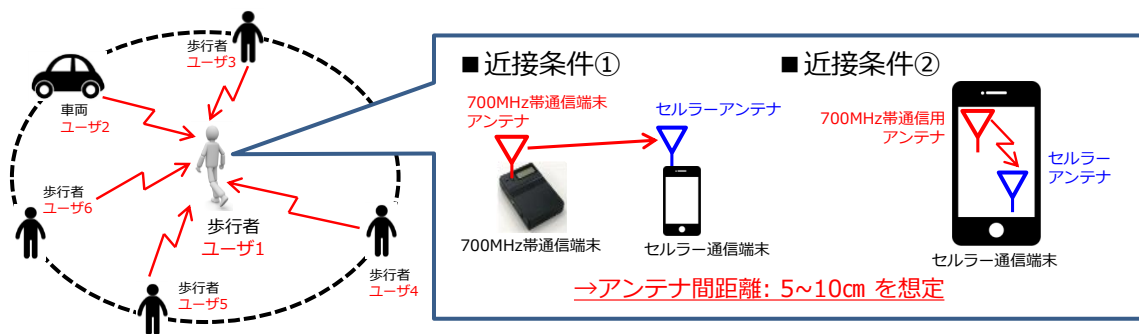 歩行者
ユーザ3
車両
ユーザ2
歩行者
ユーザ6
歩行者
ユーザ1
歩行者
ユーザ5
歩行者
ユーザ4
■近接条件①
700MHz帯通信端末
アンテナ
セルラーアンテナ
700MHz帯通信端末
セルラー通信端末
■近接条件②
700MHz帯通信用
アンテナ
セルラー
アンテナ
セルラー通信端末
→アンテナ間距離: 5~10㎝ を想定